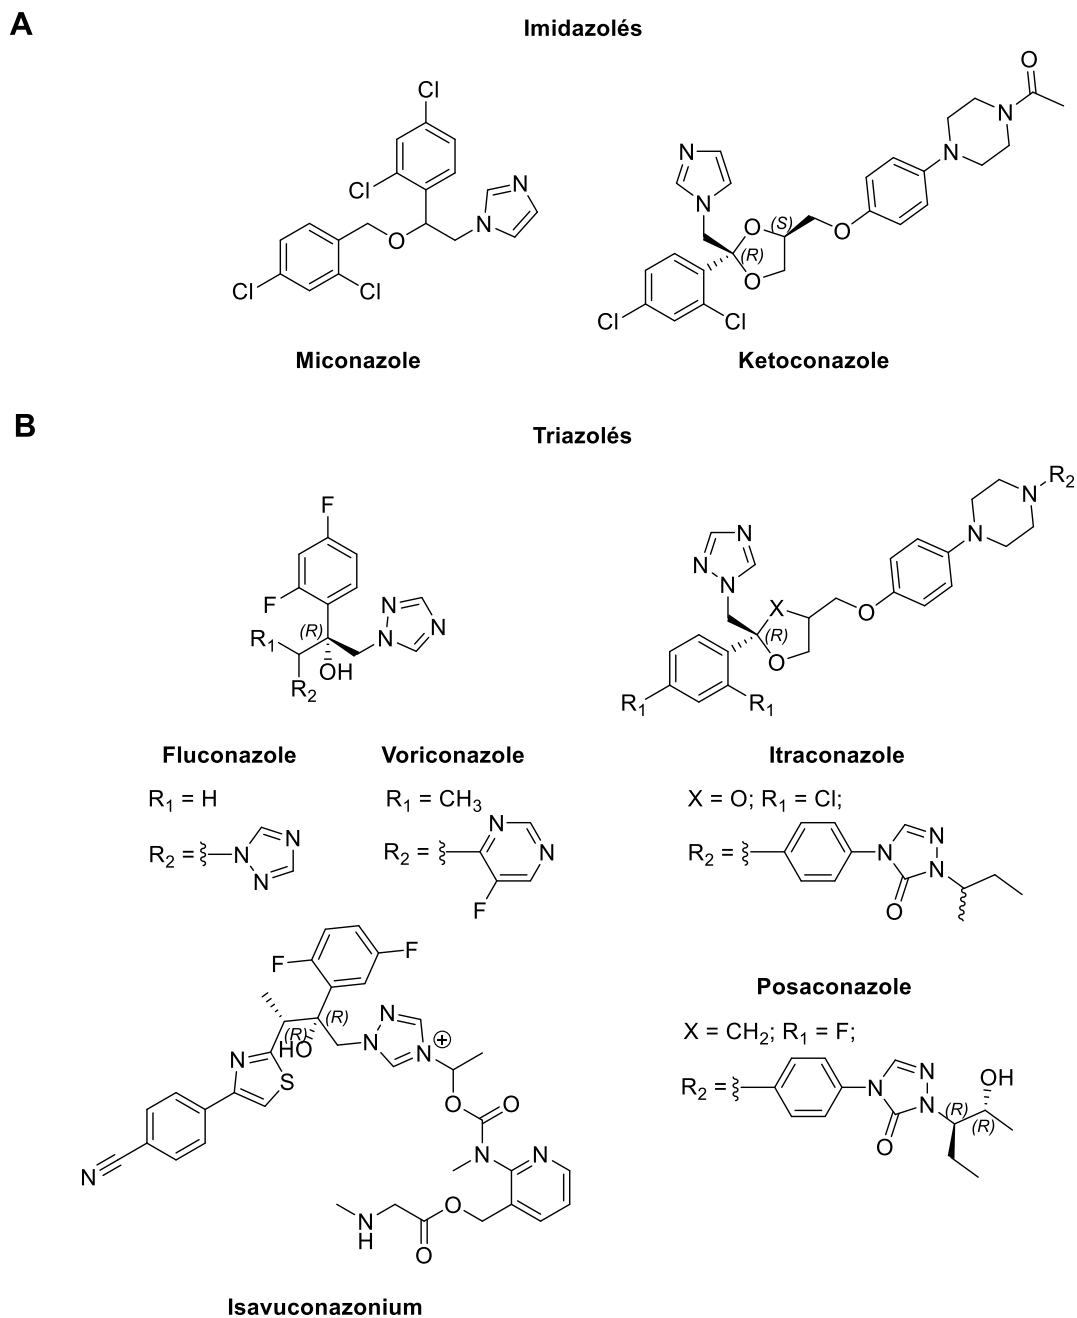 A
Imidazolés
Cl
Cl
O
N
N
Cl
Cl
Miconazole
O
N
N
N
N
O
(S)
O
(R)
O
Cl
Cl
Ketoconazole
B
Triazolés
F
F
N
N
N
(R)
R1
OH
R2
R2
N
N
N
N
N
X
O
(R)
O
R1
R1
Fluconazole
R1 = H
R2 =
N
N
N
Voriconazole
R1 = CH3
R2 =
N
N
F
Itraconazole
X = O; R1 = Cl;
R2 =
N
N
N
O
F
F
(R)
(R)
HO
N
N
N
⊕
N
S
O
O
N
N
N
O
N
H
O
Isavuconazonium
Posaconazole
X = CH2; R1 = F;
R2 =
N
N
N
OH
(R)
(R)
O